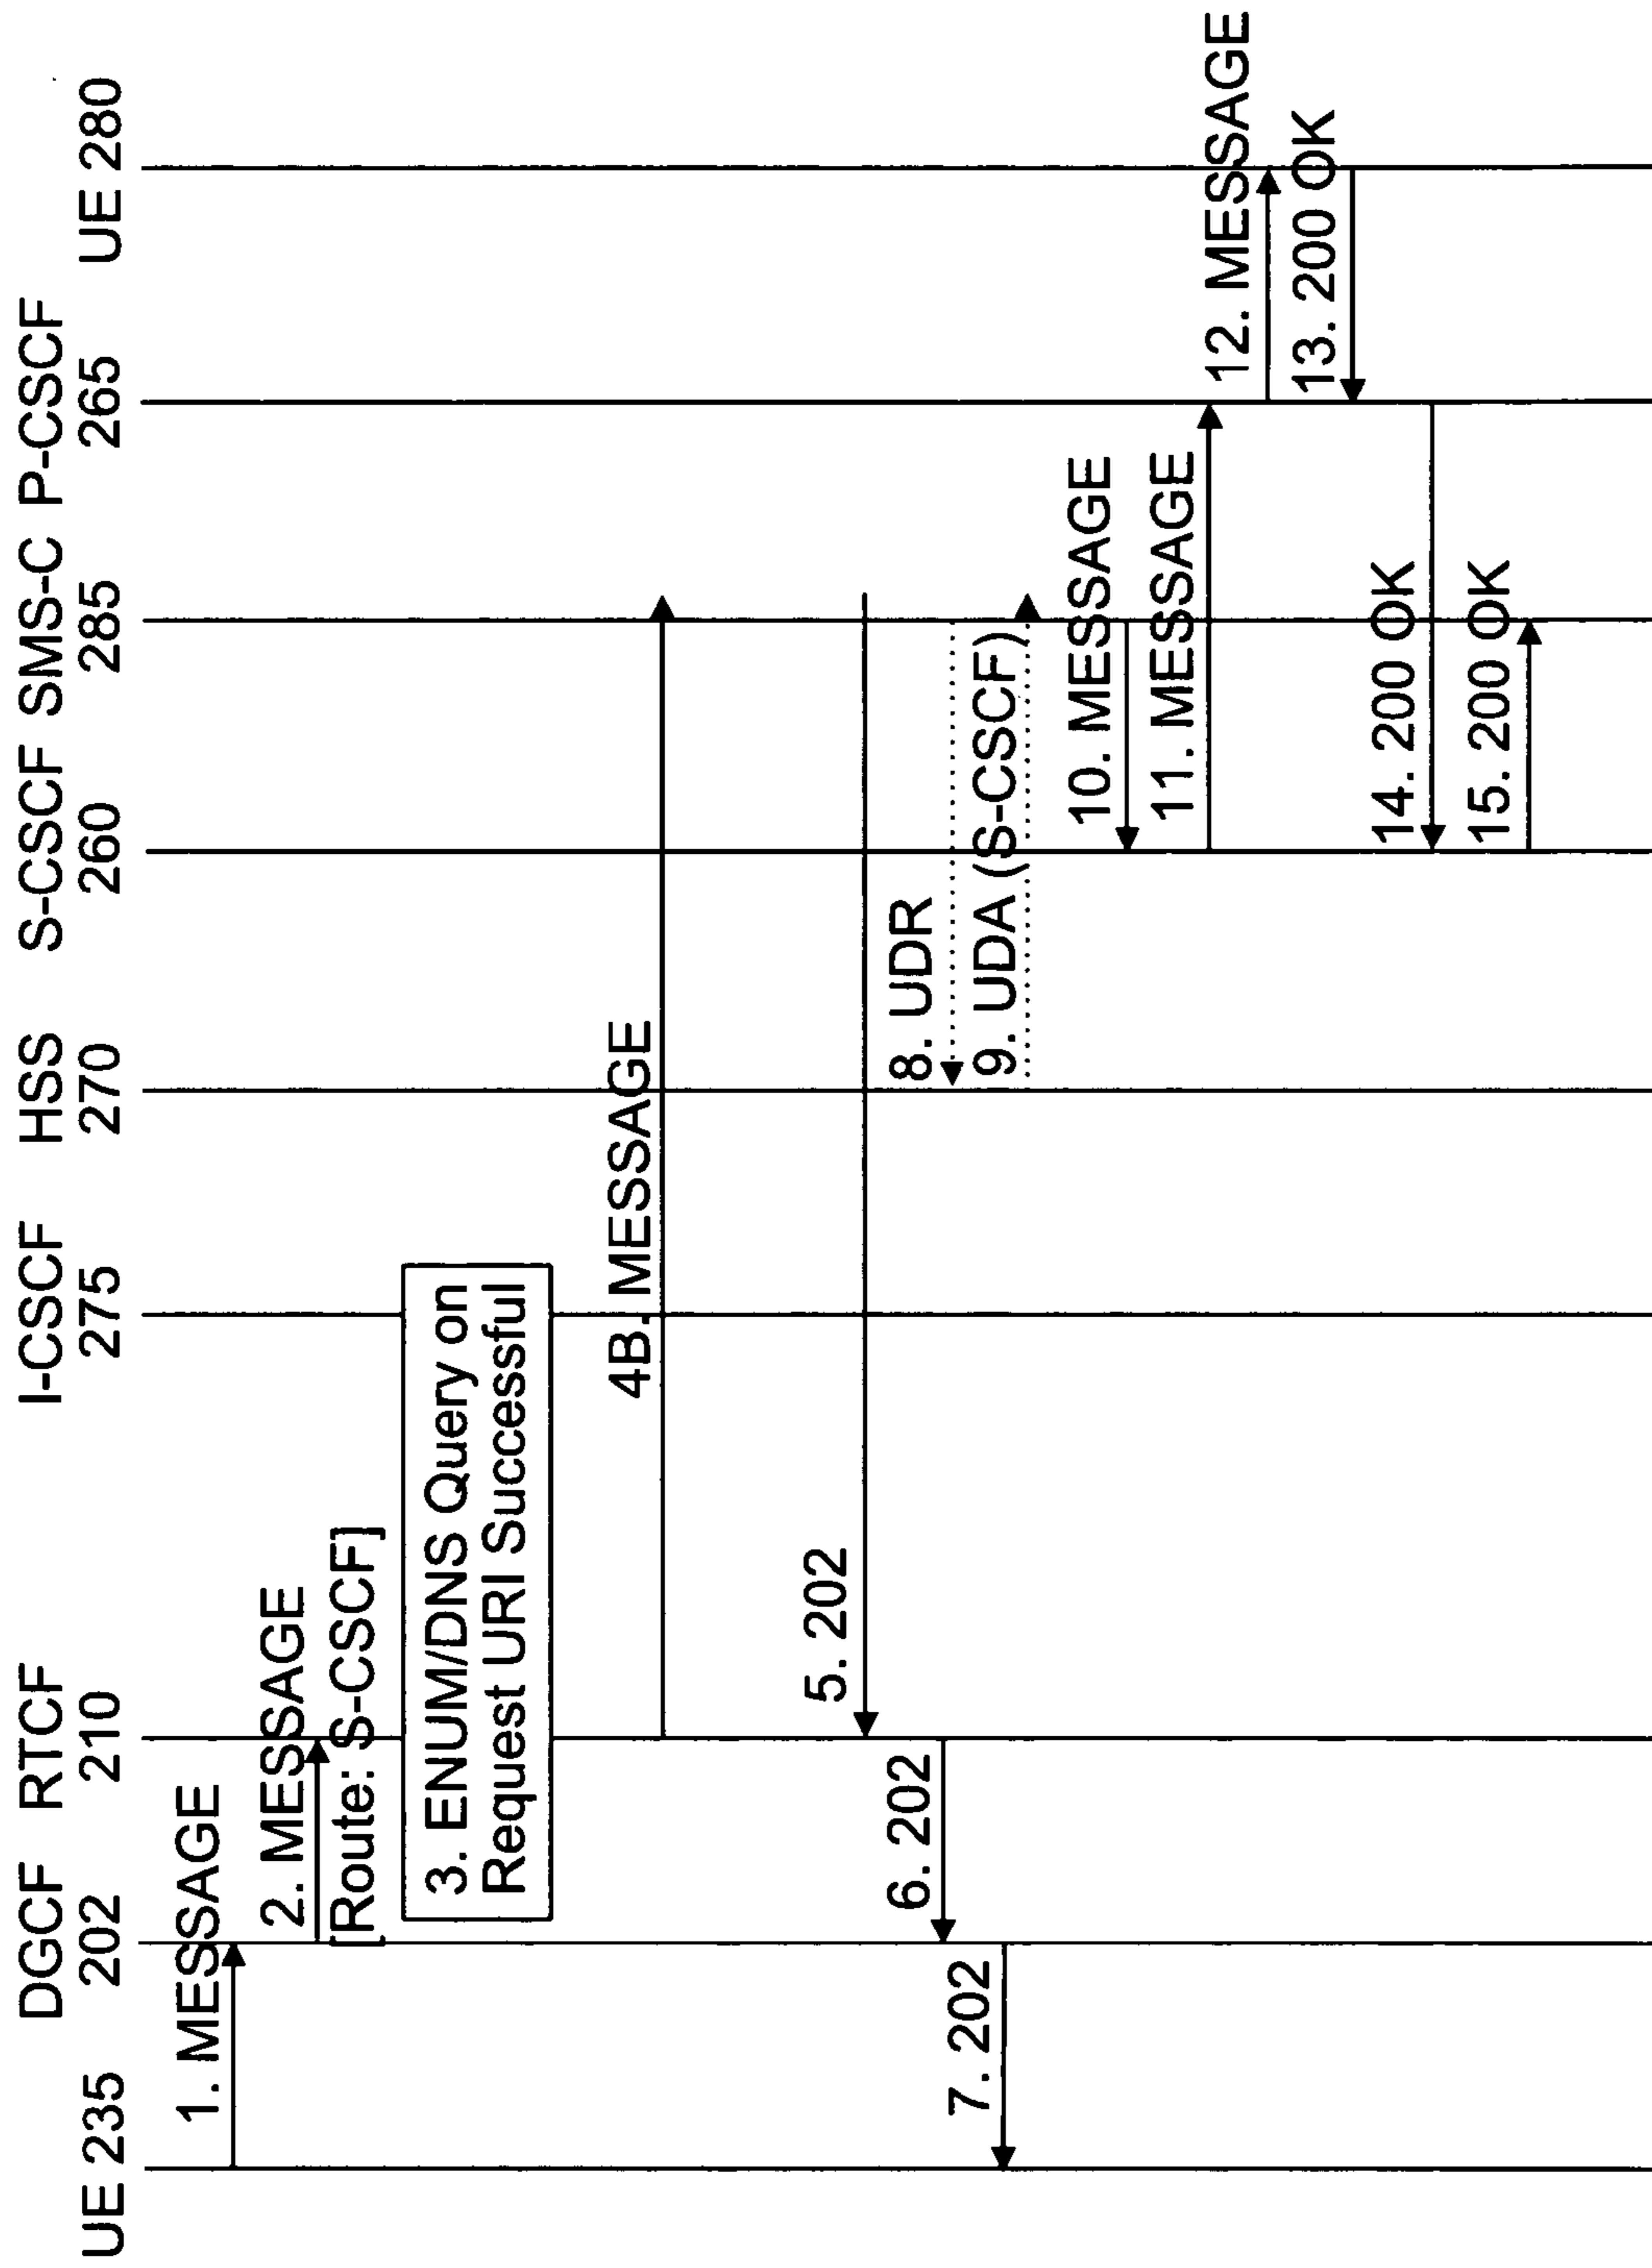 UE 235
DGCF
202
RTCF
210
I-CSCF
275
HSS
270
S-CSCF
260
SMS-C
285
P-CSCF
265
UE 280
1. MESSAGE
2. MESSAGE
[Route: S-CSCF]
3. ENUM/DNS Query on
Request URI Successful
4B. MESSAGE
5. 202
6. 202
7. 202
8. UDR
9. UDA (S-CSCF)
10. MESSAGE
11. MESSAGE
12. MESSAGE
13. 200 OK
14. 200 OK
15. 200 OK